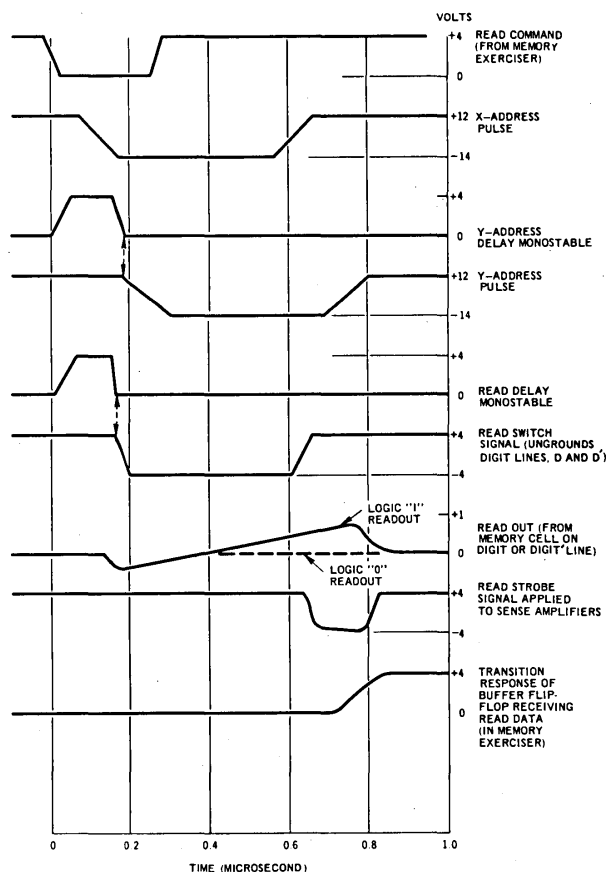 VOLTS
+4
READ COMMAND
(FROM MEMORY
EXERCISER)
0
+12
X-ADDRESS
PULSE
-14
+4
0
Y-ADDRESS
DELAY MONOSTABLE
+12
Y-ADDRESS
PULSE
-14
+4
0
READ DELAY
MONOSTABLE
+4
READ SWITCH
SIGNAL (UNGROUNDS
DIGIT LINES, D AND D')
-4
LOGIC "1"
READOUT
+1
READ OUT (FROM
MEMORY CELL ON
DIGIT OR DIGIT' LINE)
0
LOGIC "0"
READOUT
+4
READ STROBE
SIGNAL APPLIED
TO SENSE AMPLIFIERS
-4
+4
TRANSITION
RESPONSE OF
BUFFER FLIP-
FLOP RECEIVING
READ DATA
(IN MEMORY
EXERCISER)
0
0 0.2 0.4 0.6 0.8 1.0
TIME (MICROSECOND)